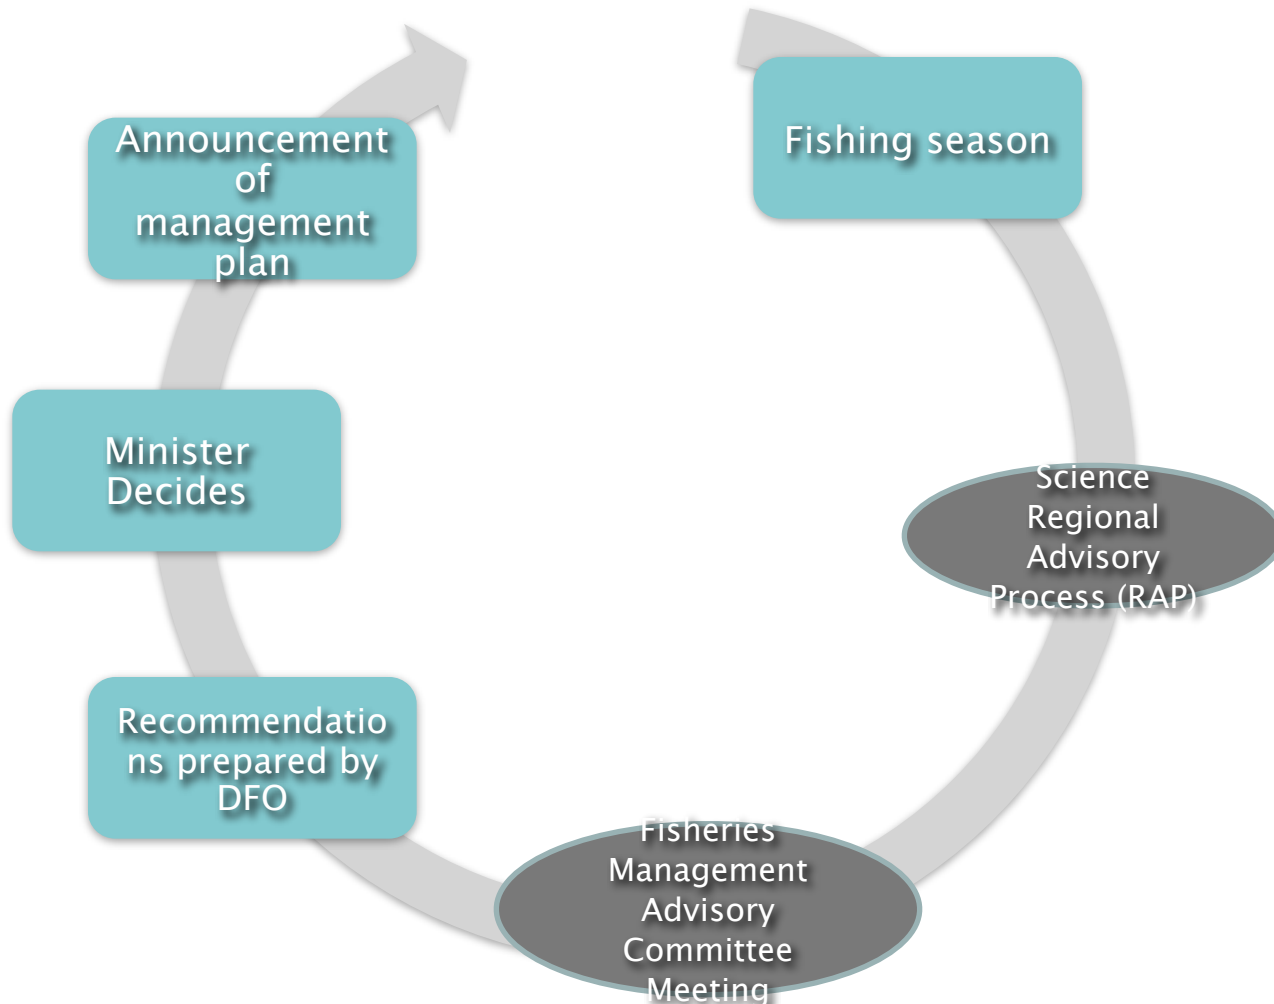 Announcement
of
management
plan
Fishing season
Minister
Decides
Science
Regional
Advisory
Process (RAP)
Recommendatio
ns prepared by
DFO
Fisheries
Management
Advisory
Committee
Meeting